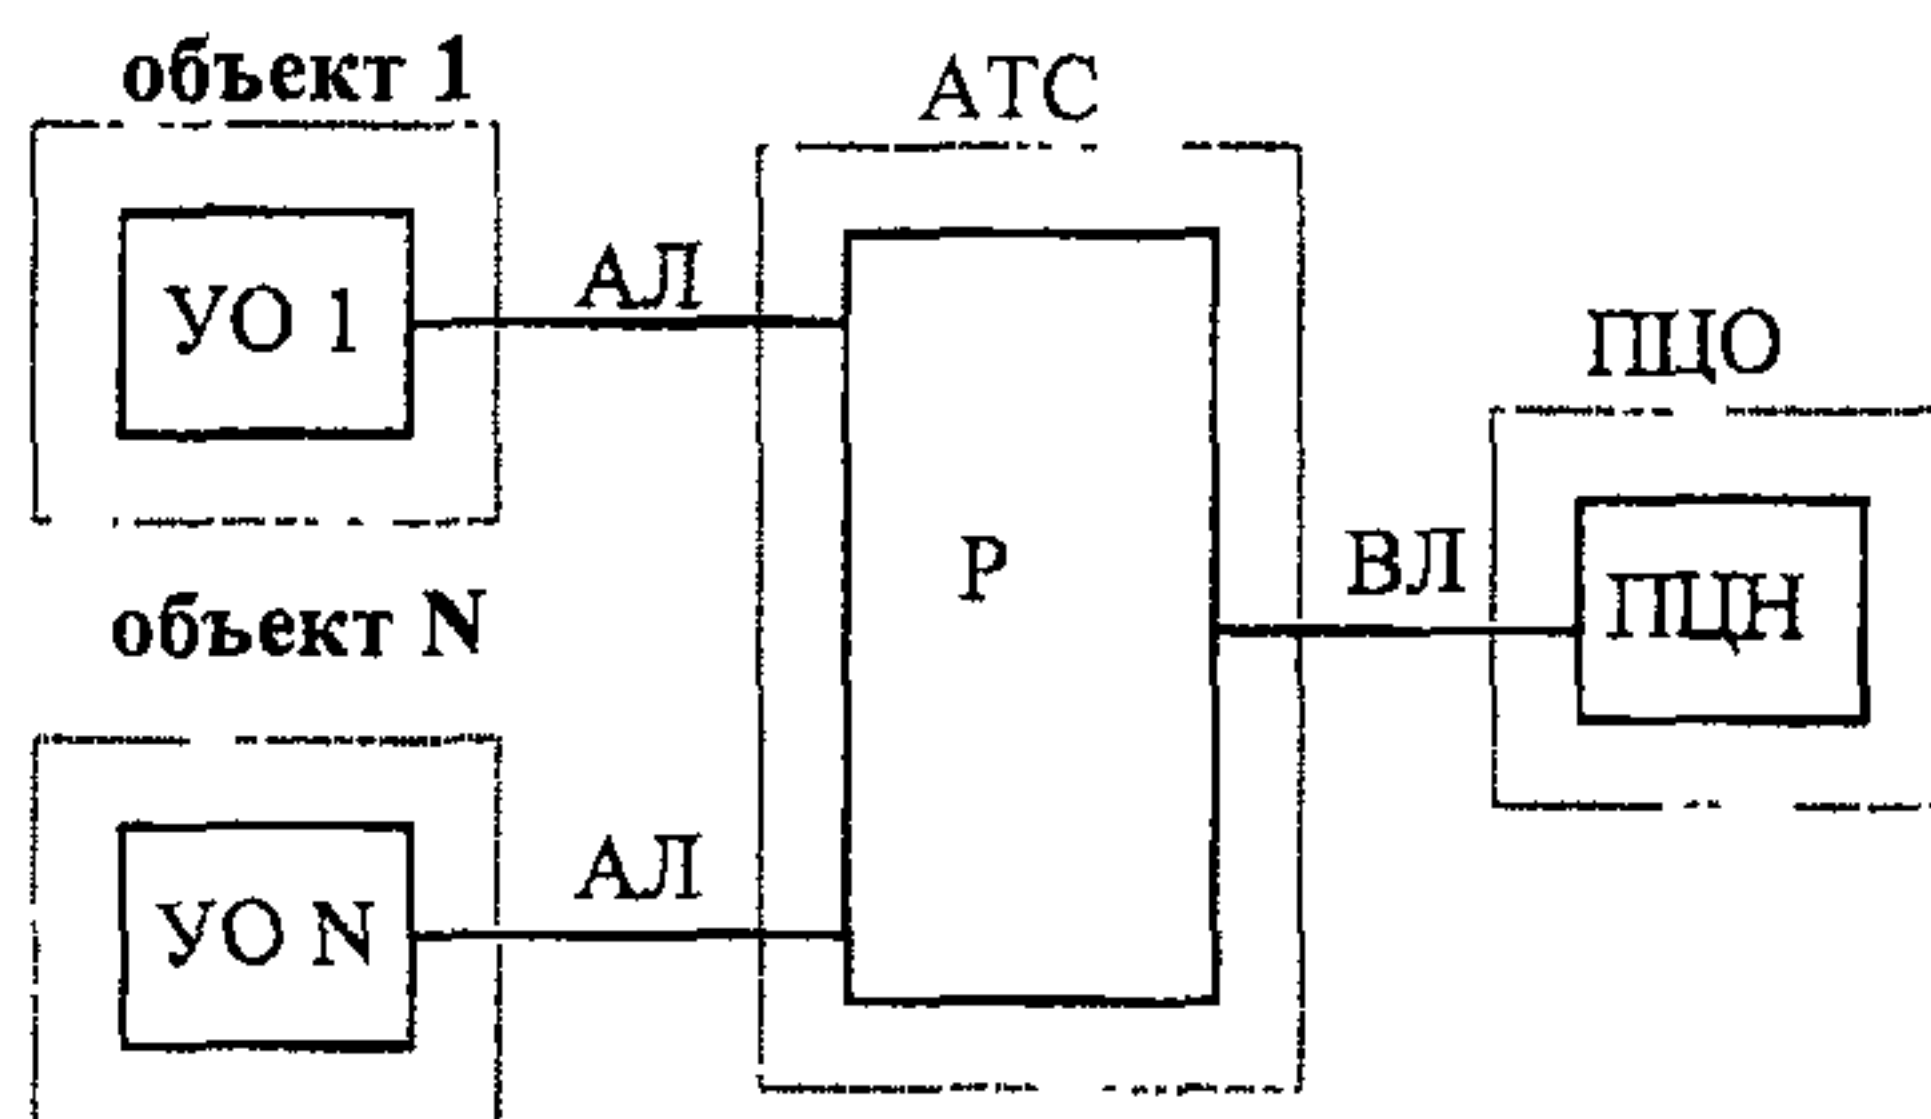 объект 1
УО 1
АЛ
объект N
УО N
АЛ
АТС
Р
ВЛ
ПЦО
ПЦН